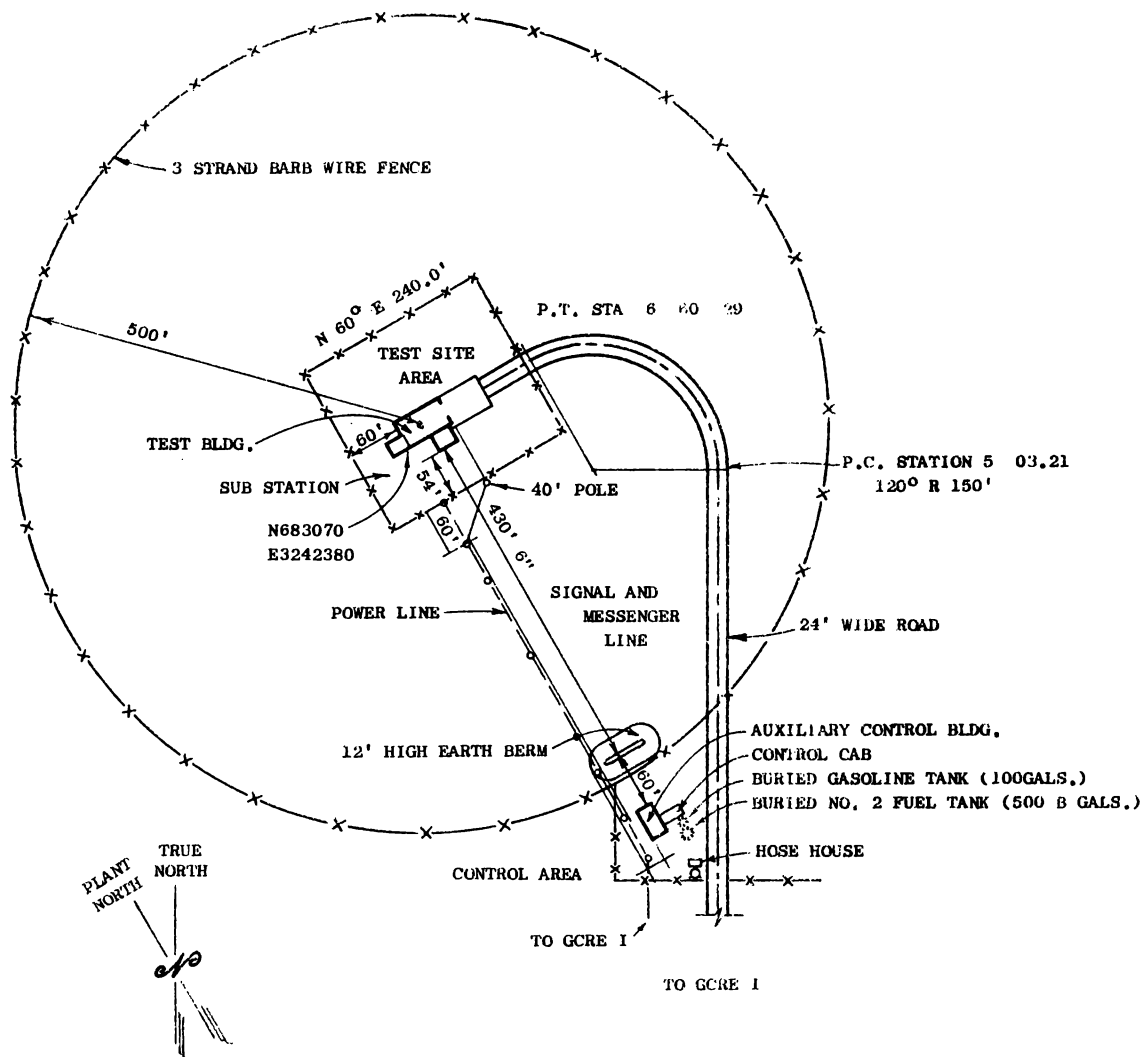 3 STRAND BARB WIRE FENCE
N 60° E 240.0'
P.T. STA 6 60 29
500'
TEST SITE
AREA
TEST BLDG.
60'
SUB STATION
54'
40' POLE
P.C. STATION 5 03.21
120° R 150'
N683070
E3242380
60'
430' 6"
POWER LINE
SIGNAL AND
MESSENGER
LINE
24' WIDE ROAD
12' HIGH EARTH BERM
60'
AUXILIARY CONTROL BLDG.
CONTROL CAB
BURIED GASOLINE TANK (100GALS.)
BURIED NO. 2 FUEL TANK (500 B GALS.)
HOSE HOUSE
CONTROL AREA
TRUE
NORTH
PLANT
NORTH
N
TO GCRE I
TO GCRE I